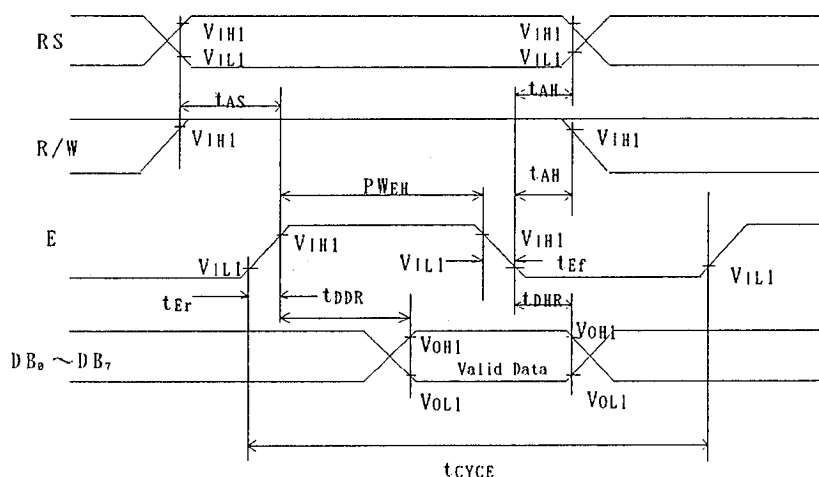 RS
VIH1
VIL1
VIH1
VIL1
tAS
tAH
R/W
VIH1
VIH1
tAH
PWEH
E
VIH1
VIH1
VIL1
VIL1
tEf
VIL1
tEr
tDDR
tDHR
DB0 ~DB7
VOH1
VOH1
Valid Data
VOL1
VOL1
tCYCE